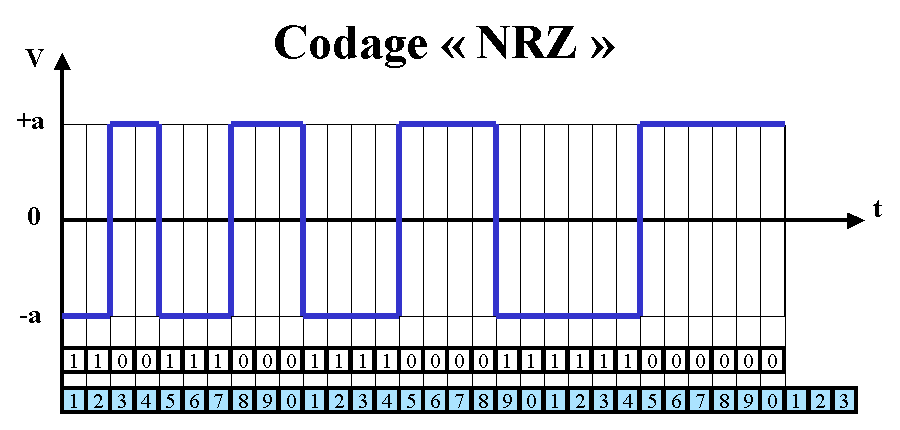 Codage « NRZ »
V
+a
0
t
-a
1 1 0 0 1 1 1 0 0 0 1 1 1 1 0 0 0 0 1 1 1 1 1 1 0 0 0 0 0 0
1 2 3 4 5 6 7 8 9 0 1 2 3 4 5 6 7 8 9 0 1 2 3 4 5 6 7 8 9 0 1 2 3